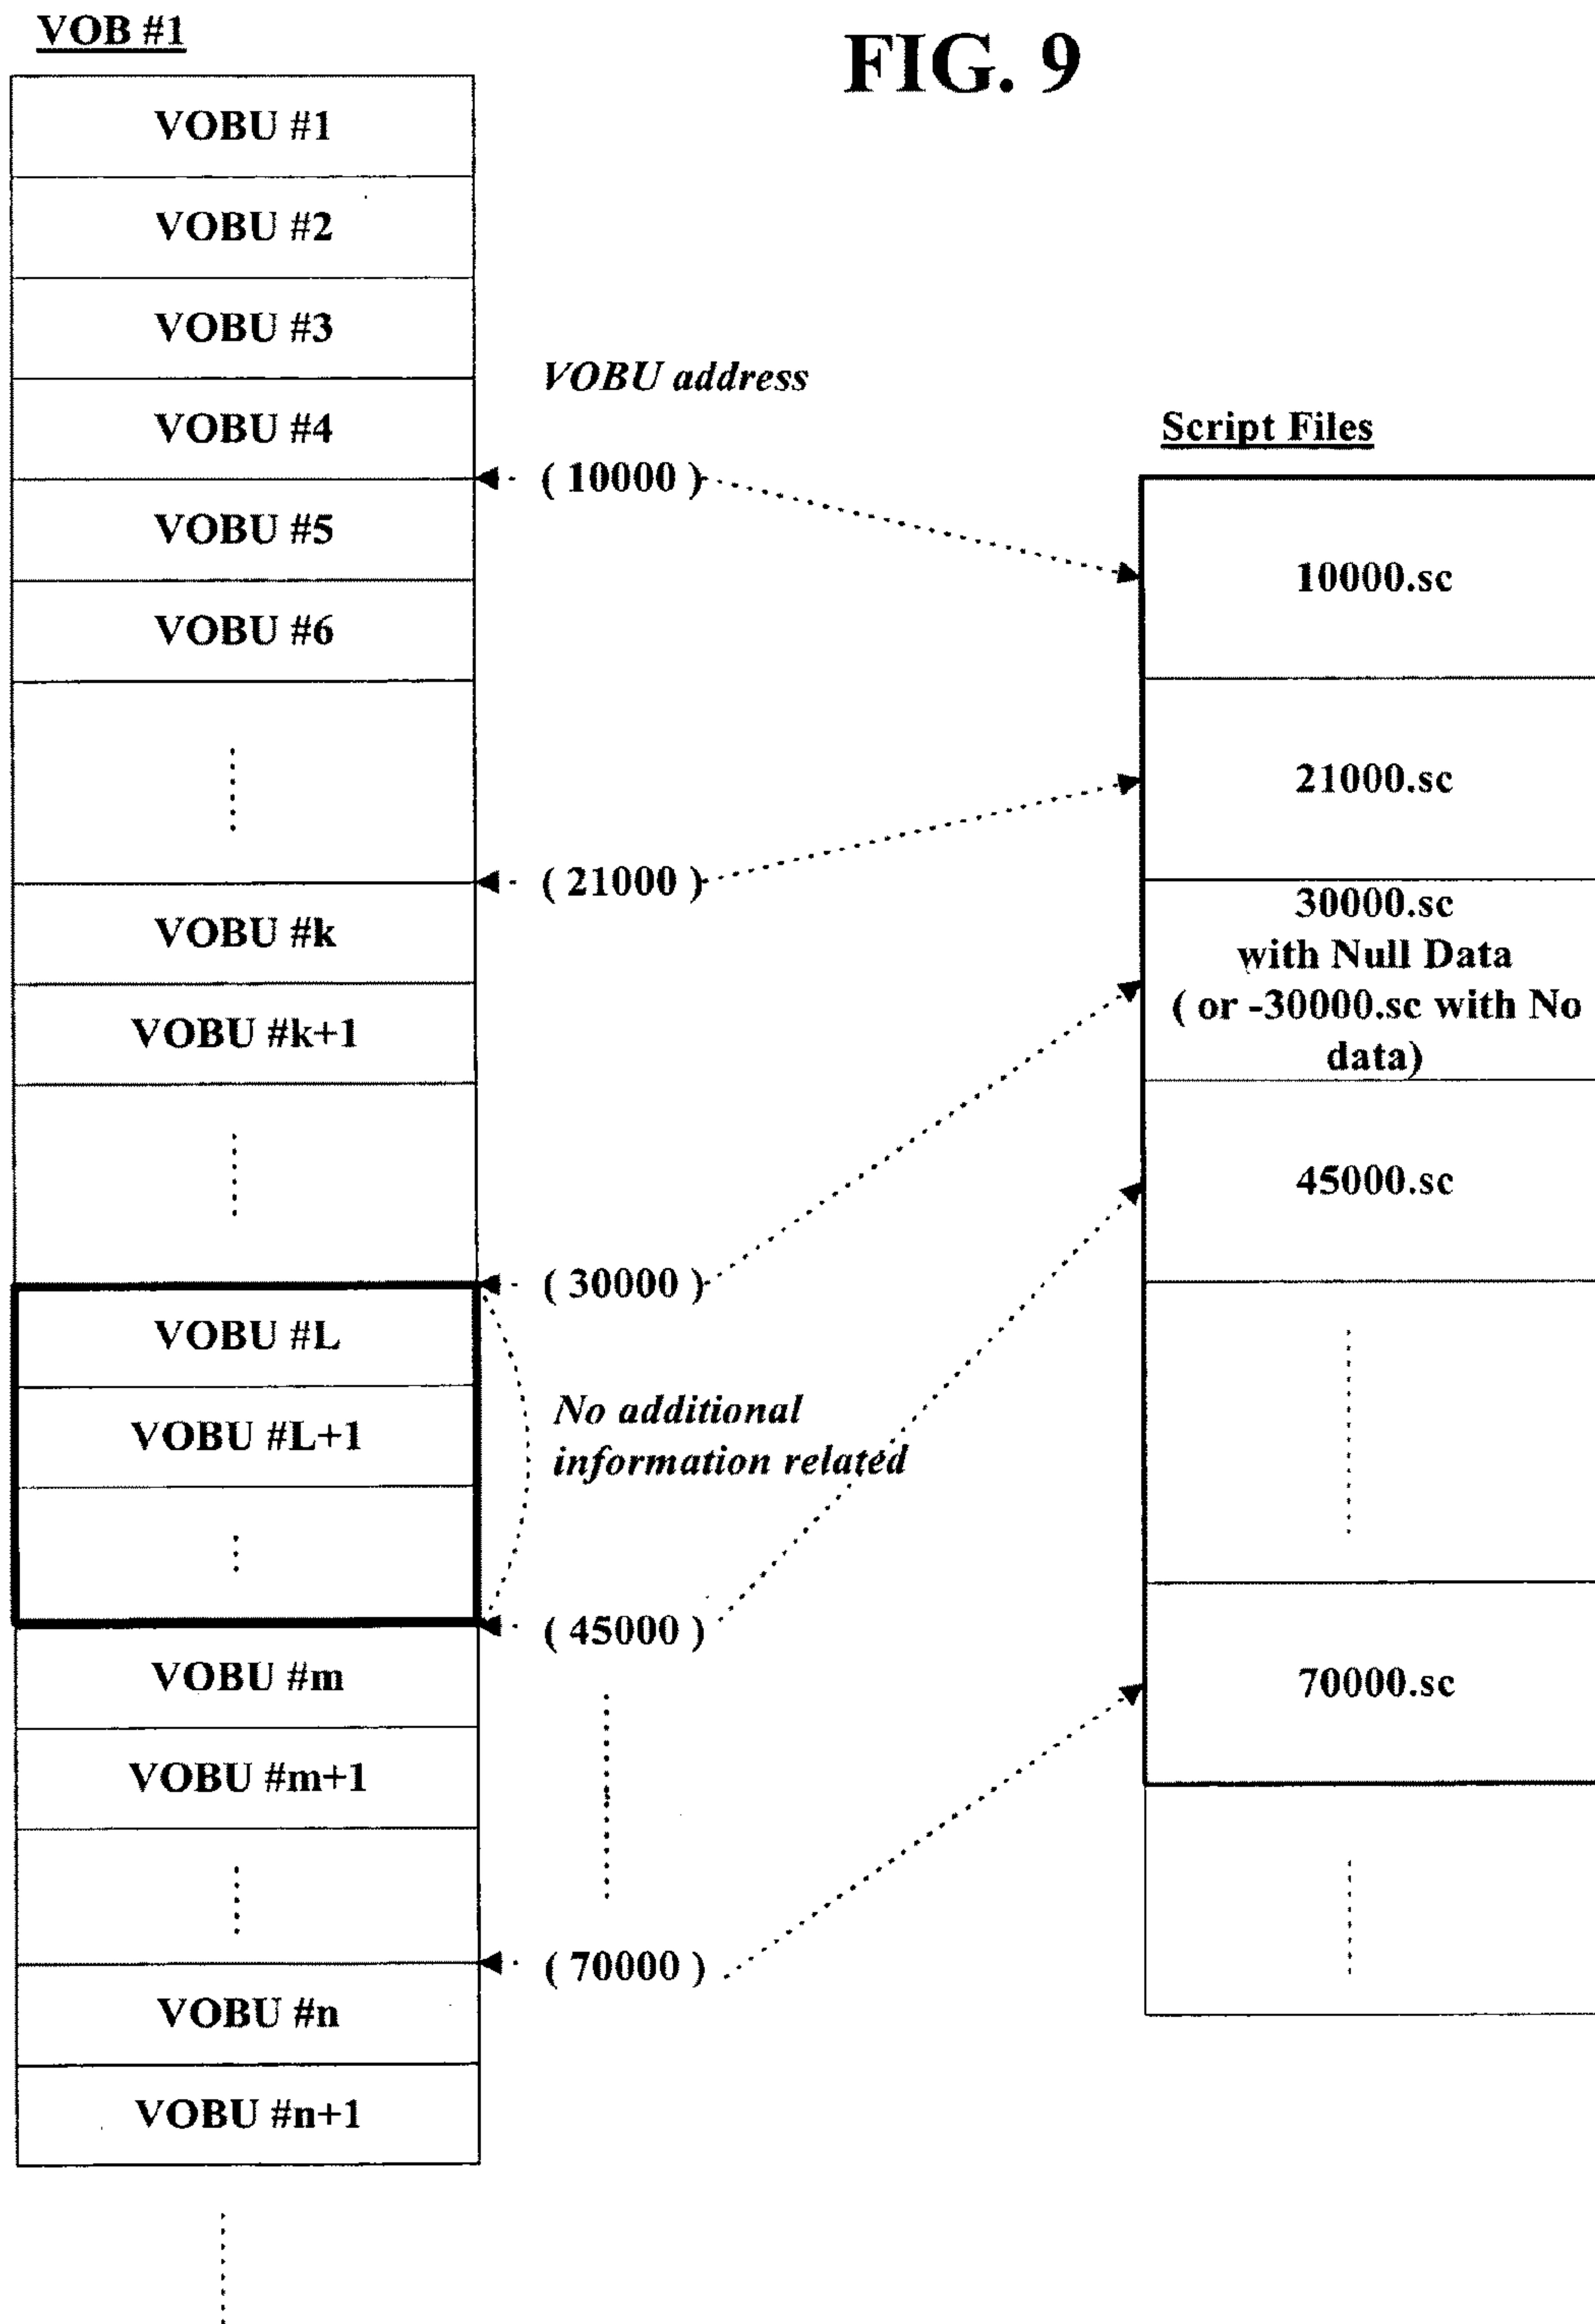 VOB #1
FIG. 9
VOBU #1
VOBU #2
VOBU #3
VOBU #4
VOBU #5
VOBU #6
VOBU #k
VOBU #k+1
VOBU #L
VOBU #L+1
VOBU #m
VOBU #m+1
VOBU #n
VOBU #n+1
VOBU address
( 10000 )
( 21000 )
( 30000 )
No additional
information related
( 45000 )
( 70000 )
Script Files
10000.sc
21000.sc
30000.sc
with Null Data
( or -30000.sc with No
data)
45000.sc
70000.sc